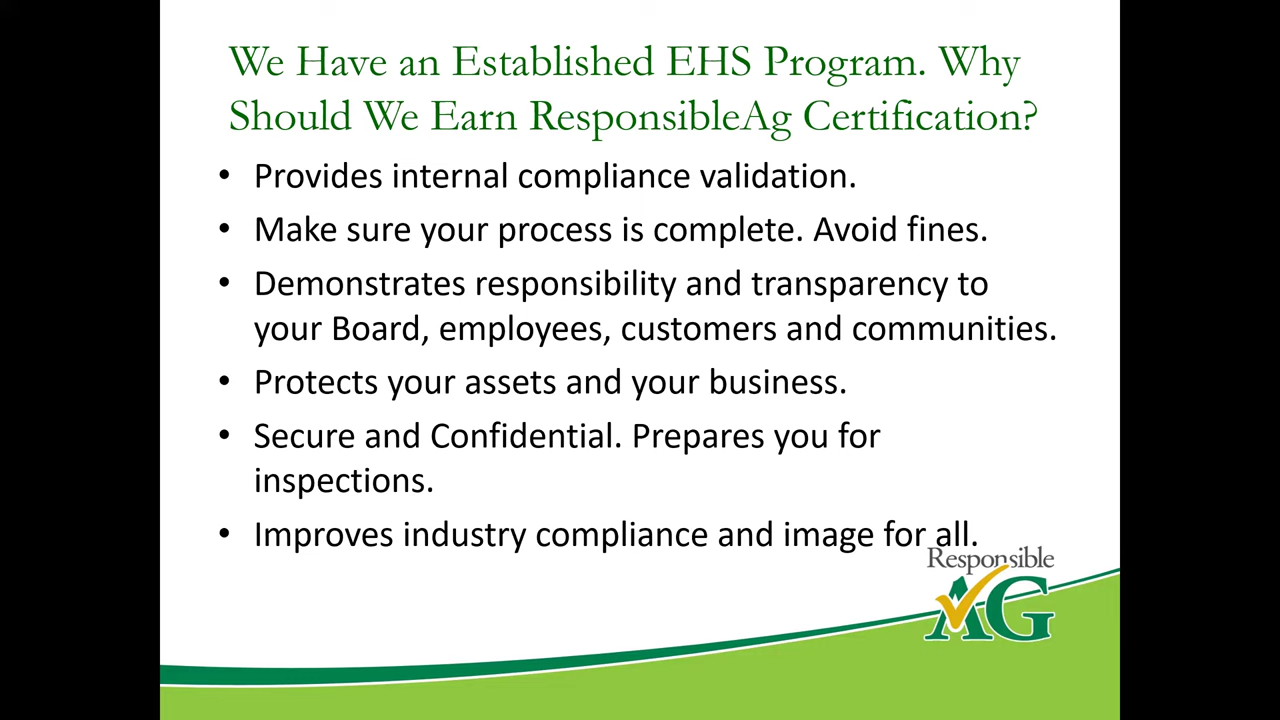 We Have an Established EHS Program. Why
Should We Earn ResponsibleAg Certification?
• Provides internal compliance validation.
• Make sure your process is complete. Avoid fines.
• Demonstrates responsibility and transparency to
your Board, employees, customers and communities.
• Protects your assets and your business.
• Secure and Confidential. Prepares you for
inspections.
• Improves industry compliance and image for all.
Responsible
AG